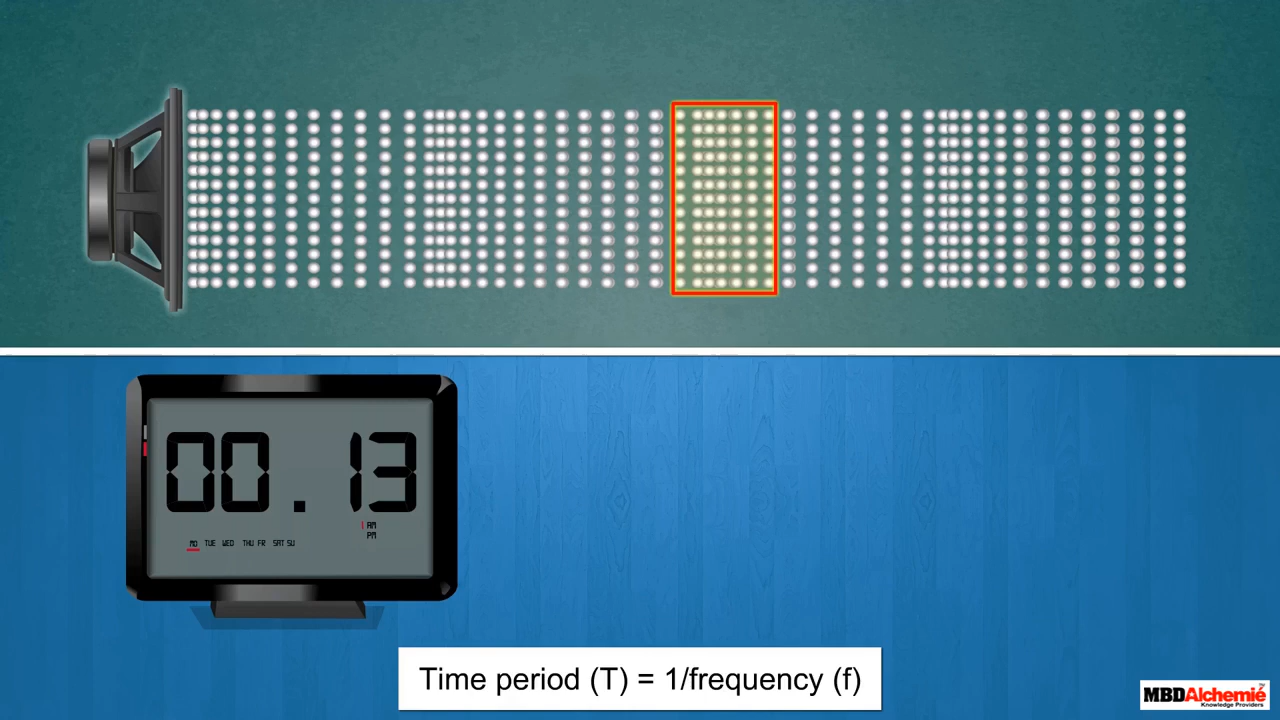 00.13
AM
PM
MO TUE WED THU FR SAT SU
Time period (T) = 1/frequency (f)
MBDAlchemie
Knowledge Providers